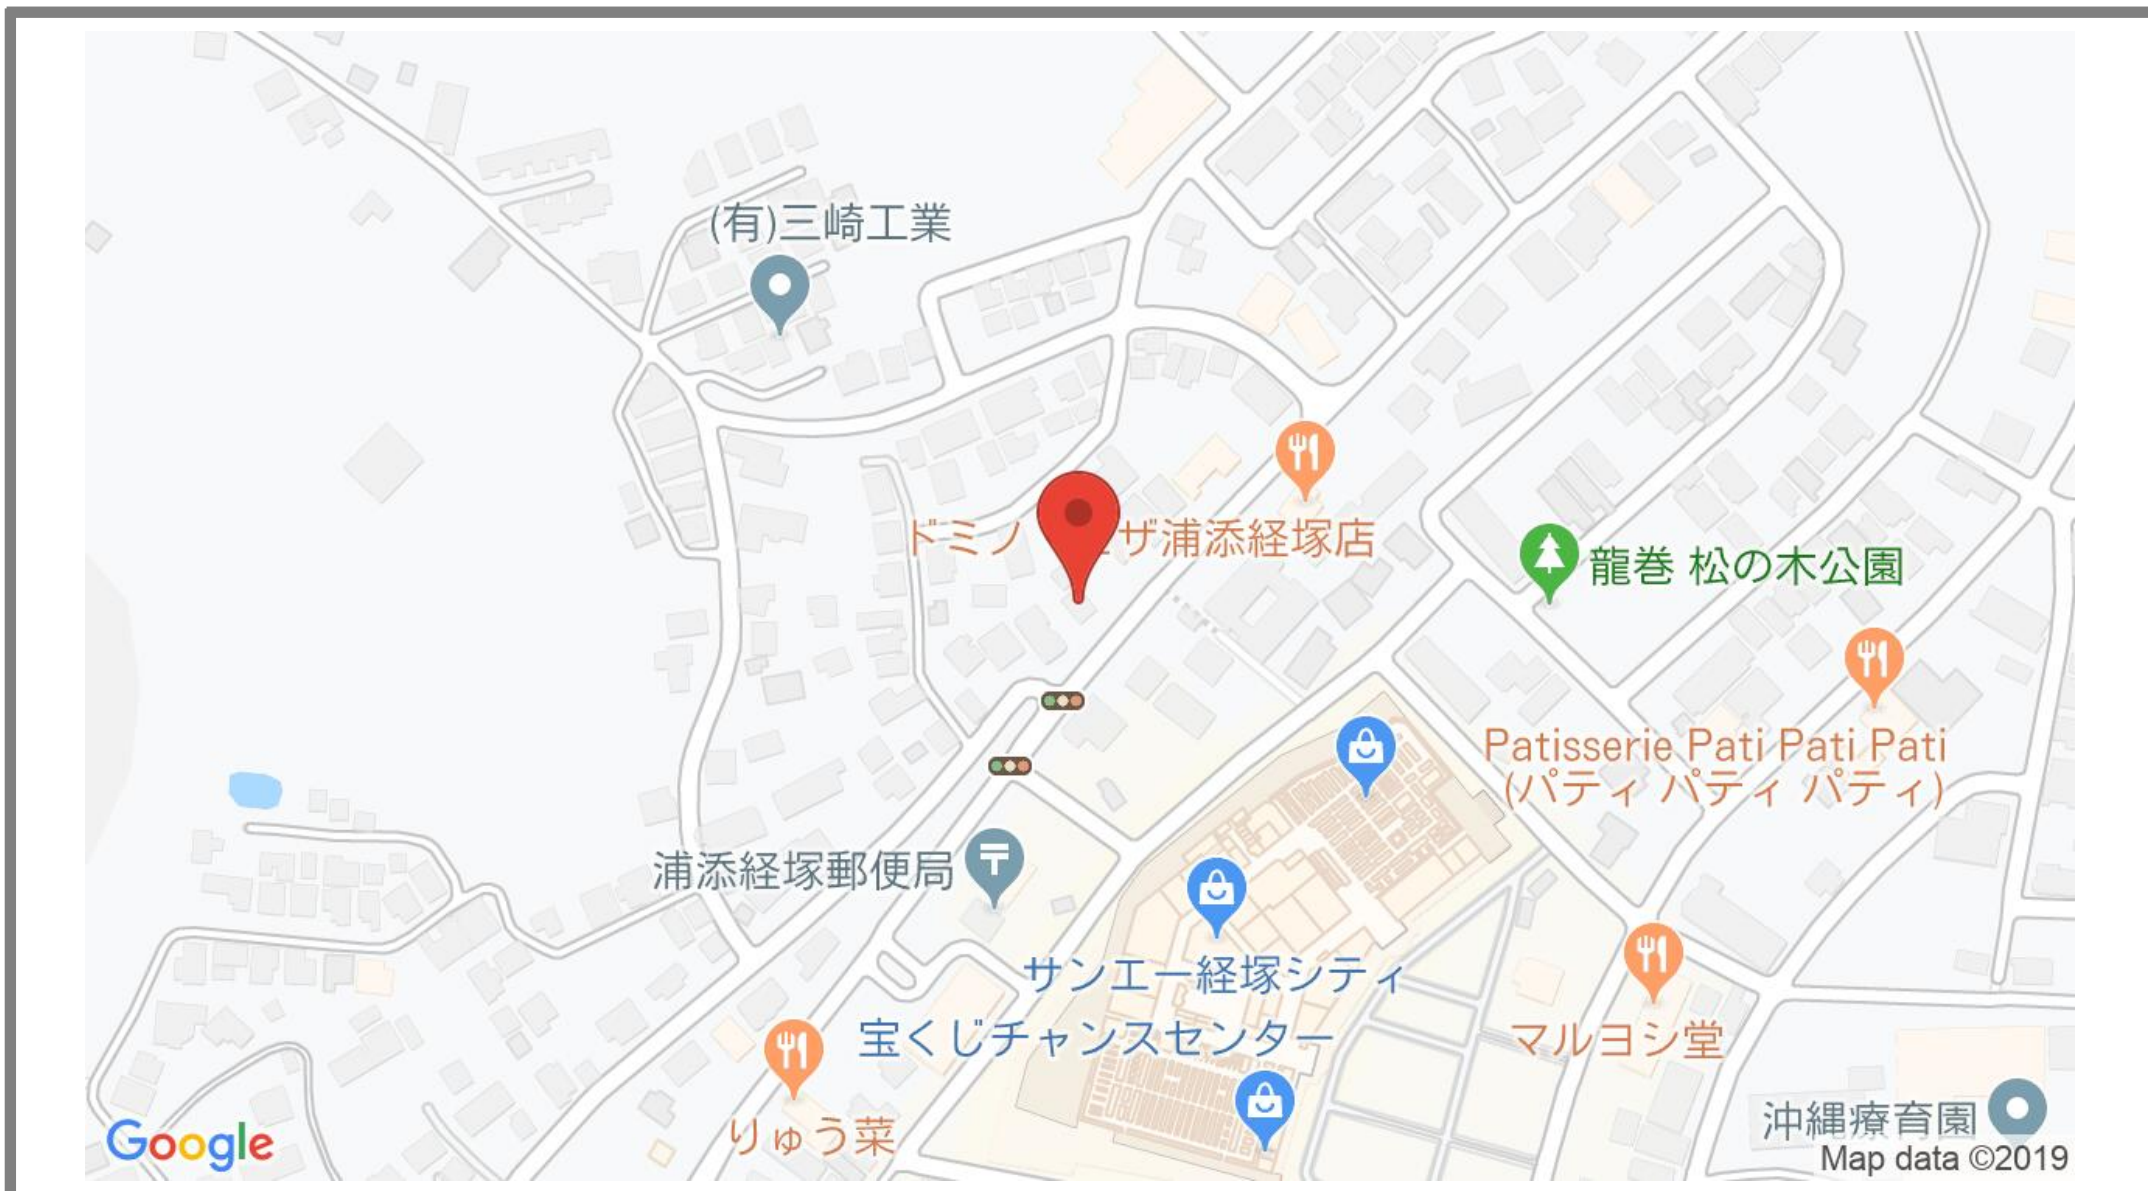 (有)三崎工業
ドミノ ザ浦添経塚店
龍巻 松の木公園
Patisserie Pati Pati Pati
(パティ パティ パティ)
浦添経塚郵便局
サンエー経塚シティ
宝くじチャンスセンター
マルヨシ堂
りゅう菜
沖縄療育園
Google
Map data ©2019